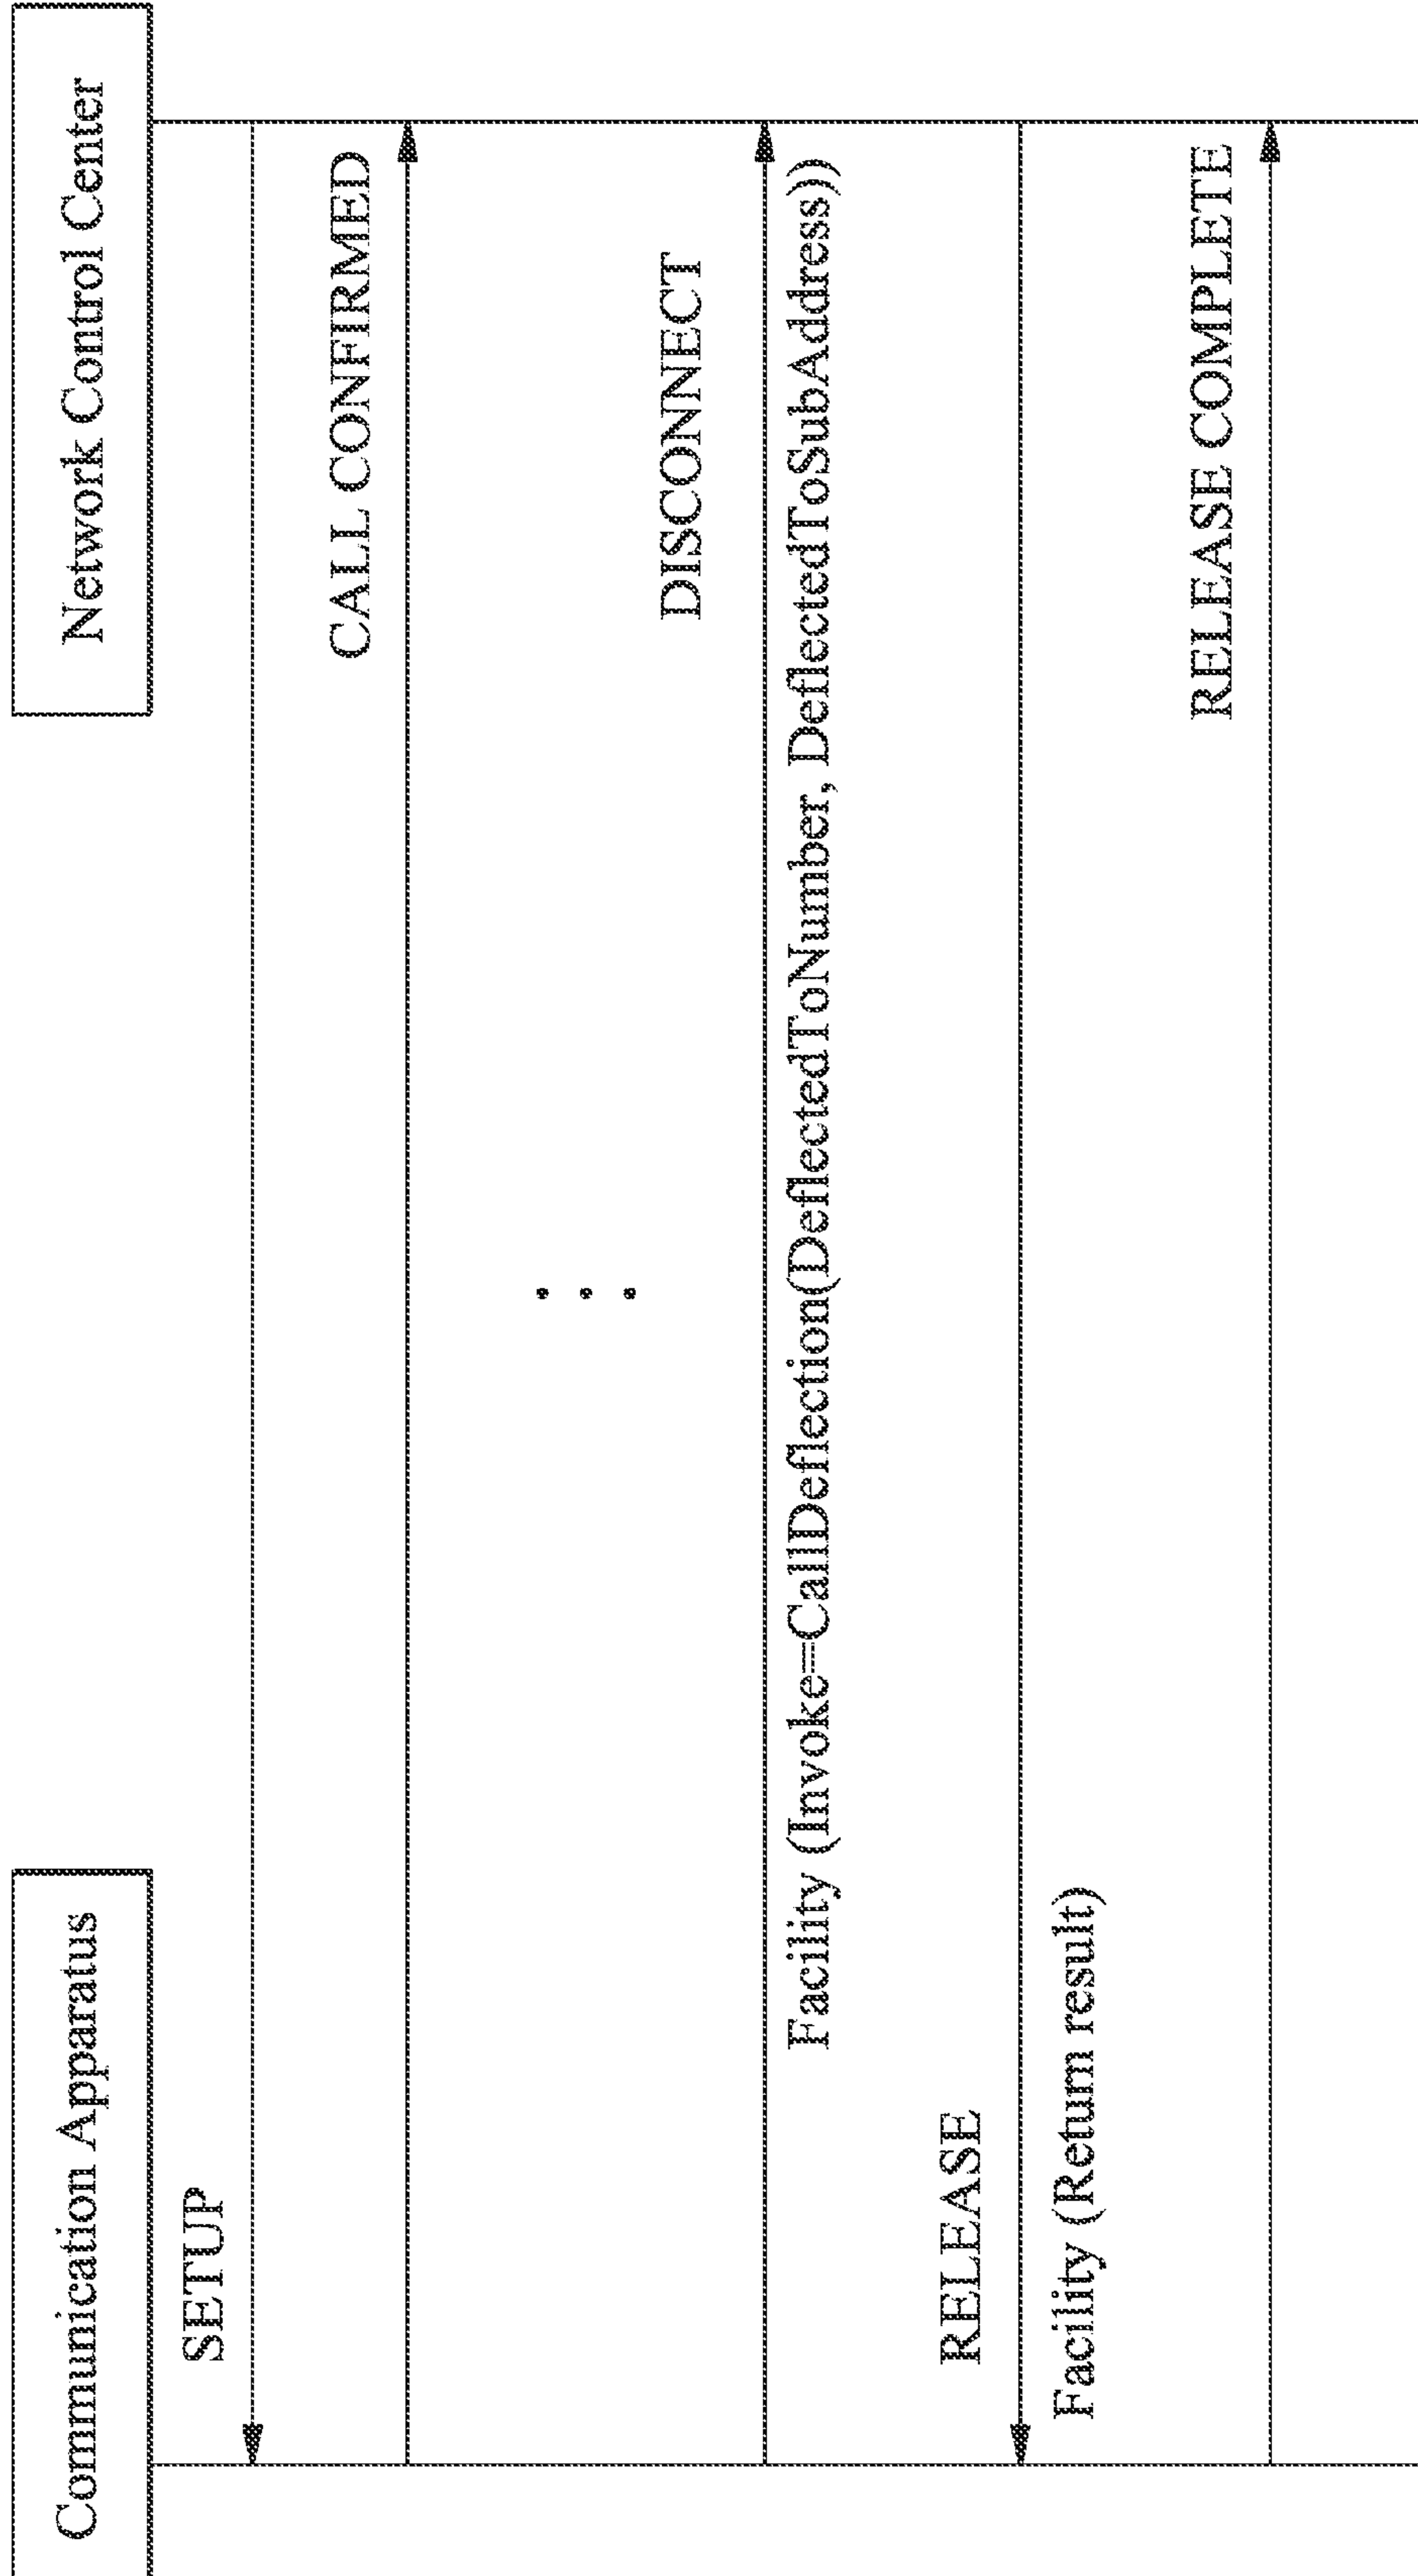 Communication Apparatus
Network Control Center
SETUP
CALL CONFIRMED
DISCONNECT
Facility (Invoke=CallDeflection(DeflectedToNumber, DeflectedToSubAddress))
RELEASE
Facility (Return result)
RELEASE COMPLETE